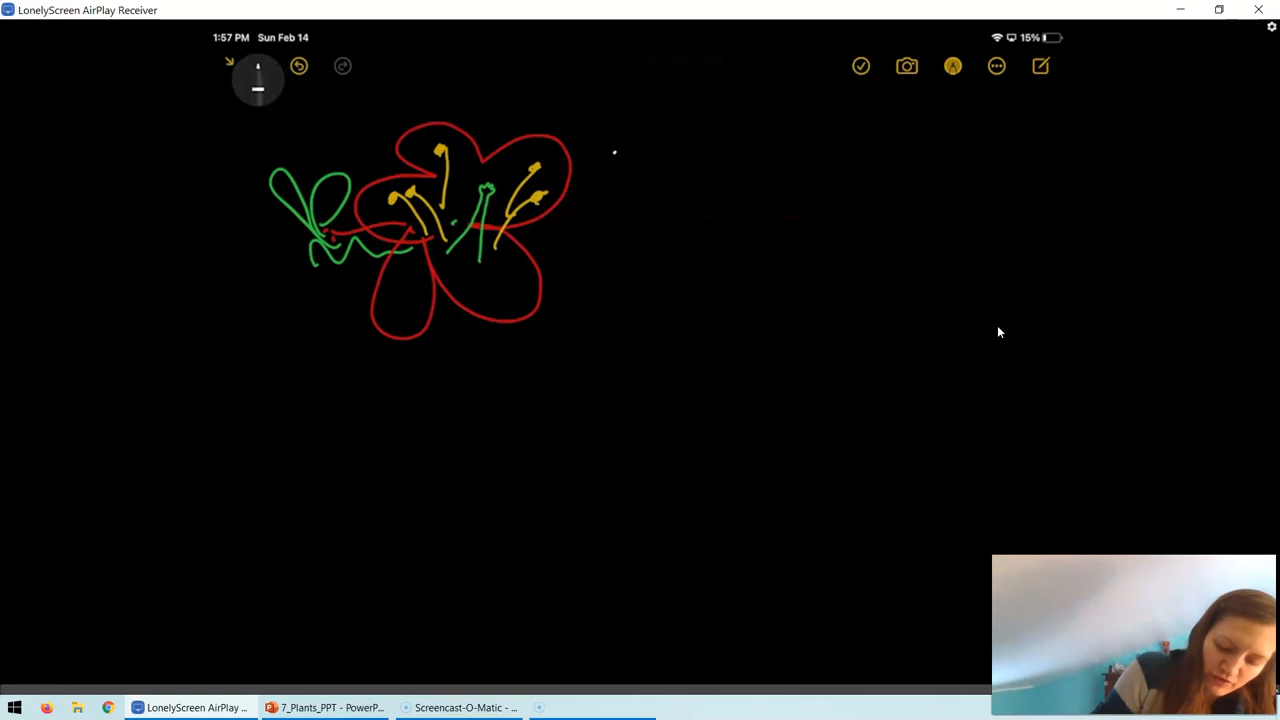 LonelyScreen AirPlay Receiver
1:57 PM Sun Feb 14
15%
LonelyScreen AirPlay ...
7_Plants_PPT - PowerP...
Screencast-O-Matic - ...